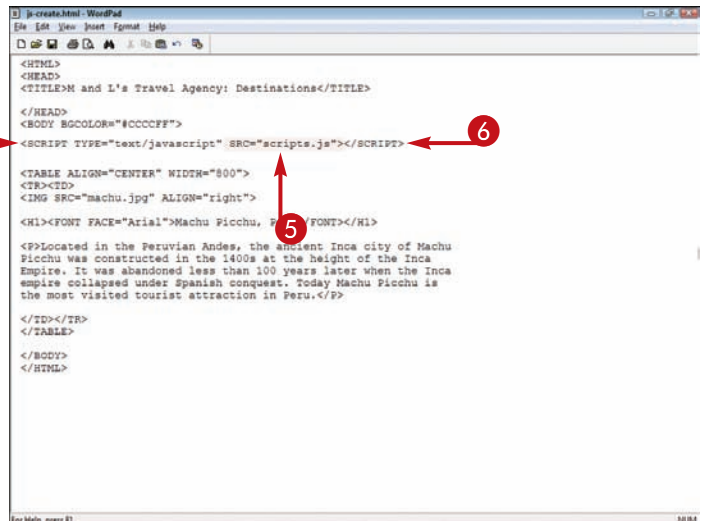 js-create.html - WordPad
File Edit View Insert Format Help
<HTML>
<HEAD>
<TITLE>M and L's Travel Agency: Destinations</TITLE>
</HEAD>
<BODY BGCOLOR="#CCCCFF">
<SCRIPT TYPE="text/javascript" SRC="scripts.js"></SCRIPT>
6
<TABLE ALIGN="CENTER" WIDTH="800">
<TR><TD>
<IMG SRC="machu.jpg" ALIGN="right">
5
<H1><FONT FACE="Arial">Machu Picchu, /FONT></H1>
<P>Located in the Peruvian Andes, the ancient Inca city of Machu
Picchu was constructed in the 1400s at the height of the Inca
Empire. It was abandoned less than 100 years later when the Inca
empire collapsed under Spanish conquest. Today Machu Picchu is
the most visited tourist attraction in Peru.</P>
</TD></TR>
</TABLE>
</BODY>
</HTML>
For Help, press F1
NUM